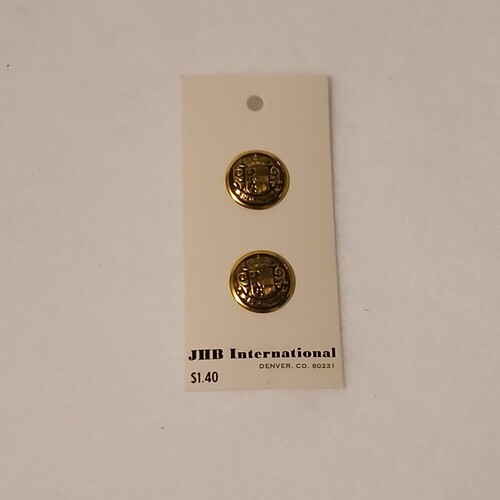 JHB International
DENVER, CO. 80231
$1.40